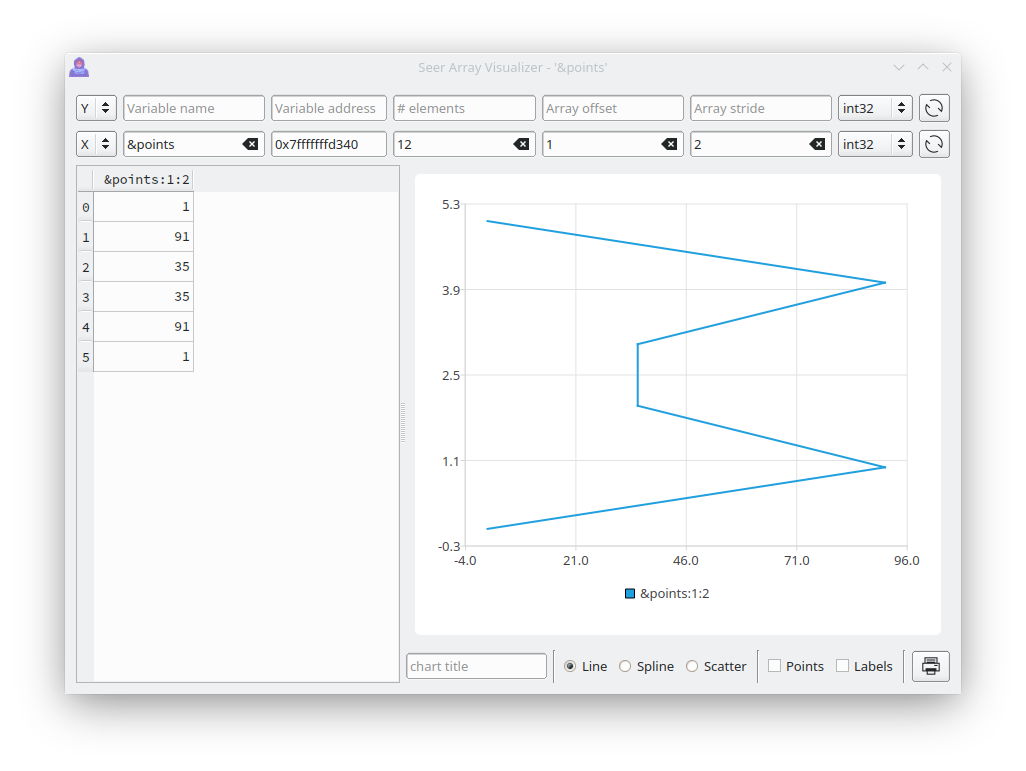 Seer Array Visualizer - '&points'
Y Variable name Variable address # elements Array offset Array stride int32
X &points 0x7fffffffd340 12 1 2 int32
&points:1:2
0 1
1 91
2 35
3 35
4 91
5 1
5.3
3.9
2.5
1.1
-0.3
-4.0 21.0 46.0 71.0 96.0
&points:1:2
chart title Line Spline Scatter Points Labels